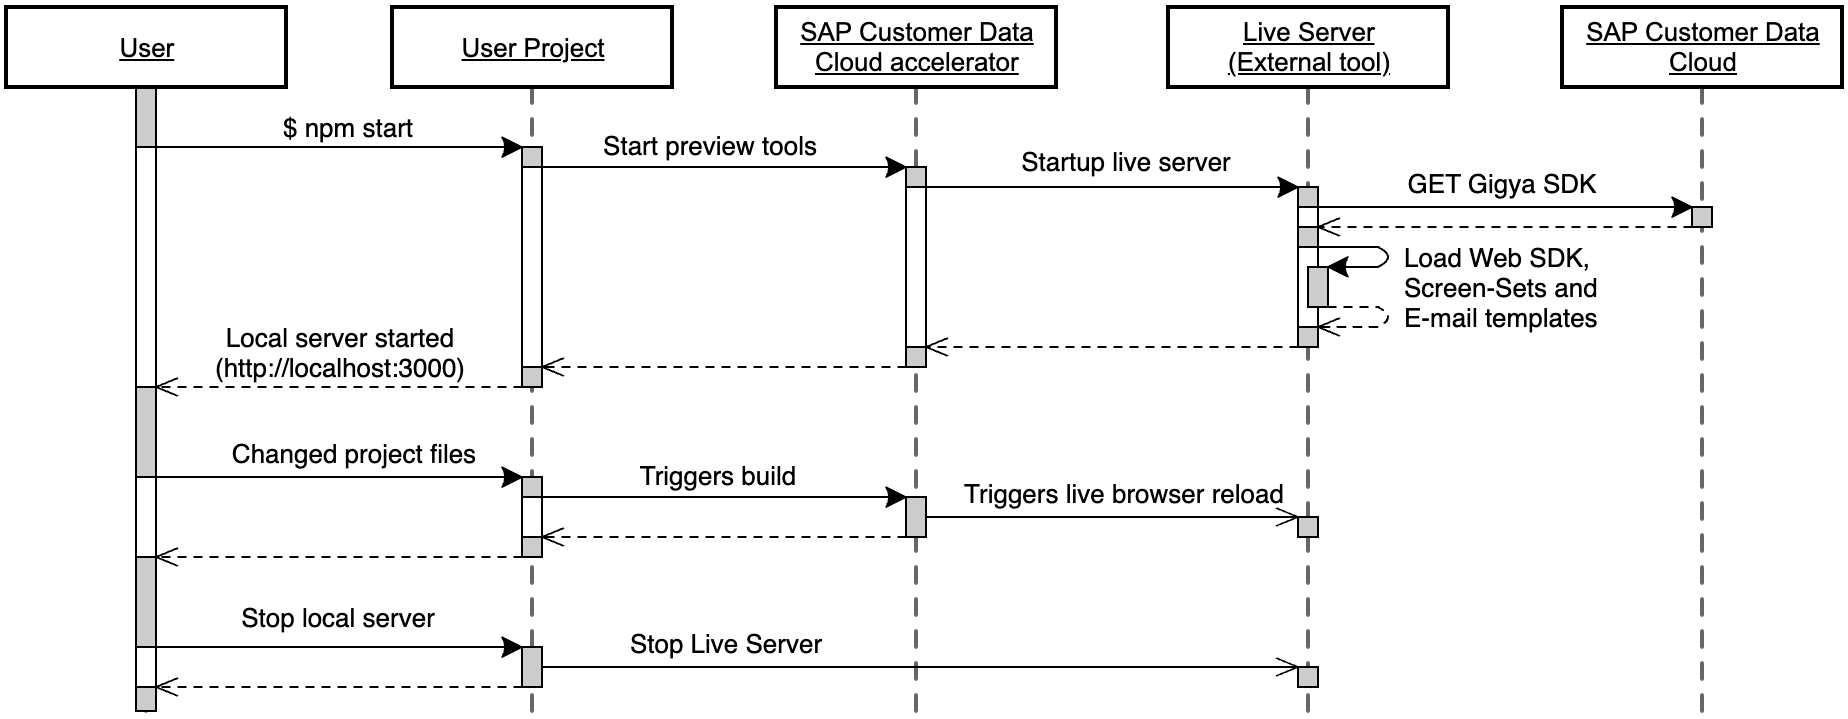 User
User Project
SAP Customer Data
Cloud accelerator
Live Server
(External tool)
SAP Customer Data
Cloud
$ npm start
Start preview tools
Startup live server
GET Gigya SDK
Load Web SDK,
Screen-Sets and
E-mail templates
Local server started
(http://localhost:3000)
Changed project files
Triggers build
Triggers live browser reload
Stop local server
Stop Live Server